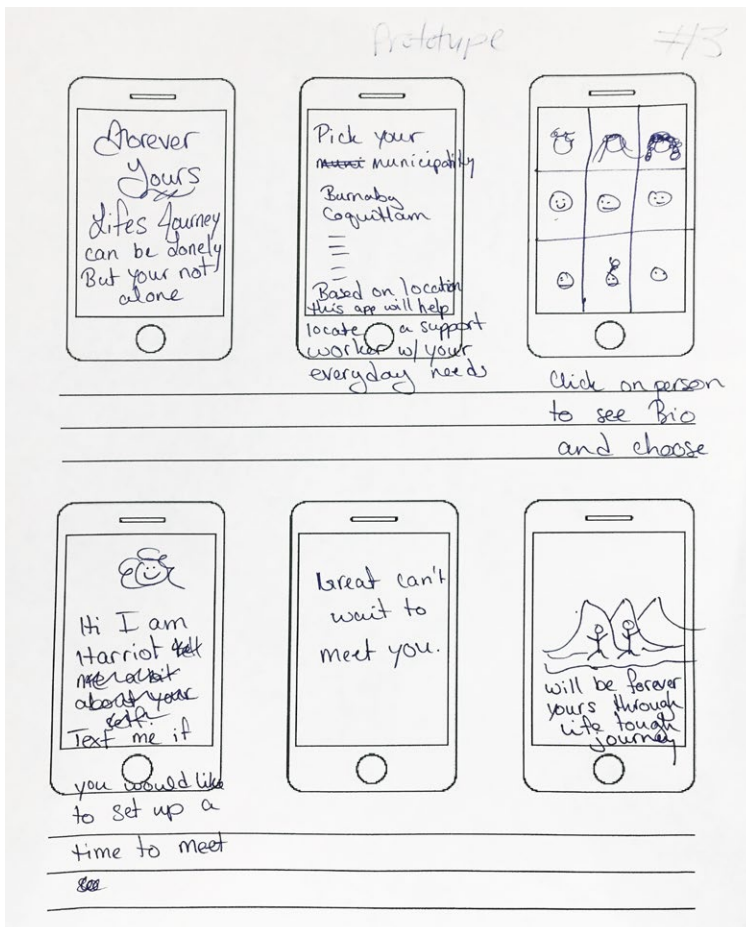 Prototype #3
Forever
Yours
Lifes Journey
can be lonely
But your not
alone
Pick your
municipality
Burnaby
Coquitlam
Based on location
this app will help
locate a support
worker w/ your
everyday needs
Click on person
to see Bio
and choose
Hi I am
Harriot tell
me a bit
about your
self.
Text me if
you would like
to set up a
time to meet
Great can't
wait to
meet you.
will be forever
yours through
life tough
journey